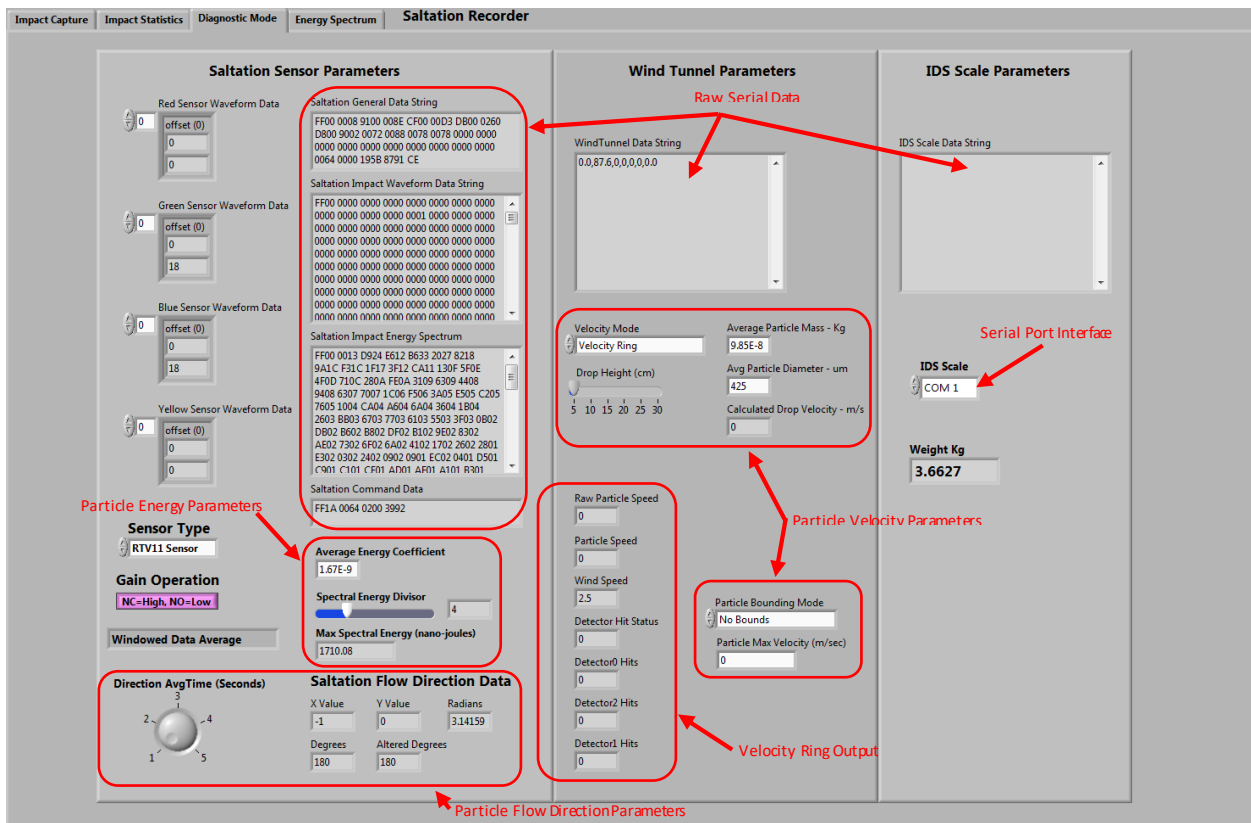 Impact Capture
Impact Statistics
Diagnostic Mode
Energy Spectrum
Saltation Recorder
Saltation Sensor Parameters
Red Sensor Waveform Data
0
offset (0)
0
0
Green Sensor Waveform Data
0
offset (0)
0
18
Blue Sensor Waveform Data
0
offset (0)
0
18
Yellow Sensor Waveform Data
0
offset (0)
0
0
Saltation General Data String
FF00 0008 9100 008E CF00 00D3 DB00 0260
D800 9002 0072 0088 0078 0078 0000 0000
0000 0000 0000 0000 0000 0000 0000 0000
0064 0000 195B 8791 CE
Saltation Impact Waveform Data String
FF00 0000 0000 0000 0000 0000 0000 0000
0000 0000 0000 0000 0001 0000 0000 0000
0000 0000 0000 0000 0000 0000 0000 0000
0000 0000 0000 0000 0000 0000 0000 0000
0000 0000 0000 0000 0000 0000 0000 0000
0000 0000 0000 0000 0000 0000 0000 0000
0000 0000 0000 0000 0000 0000 0000 0000
0000 0000 0000 0000 0000 0000 0000 0000
0000 0000 0000 0000 0000 0000 0000 0000
0000 0000 0000 0000 0000 0000 0000 0000
Saltation Impact Energy Spectrum
FF00 0013 D924 E612 B633 2027 8218
9A1C F31C 1F17 3F12 CA11 130F 5F0E
4F0D 710C 280A FE0A 3109 6309 4408
9408 6307 7007 1C06 F506 3A05 E505 C205
7605 1004 CA04 A604 6A04 3604 1B04
2603 BB03 6703 7703 6103 5503 3F03 0B02
DB02 B602 B802 DF02 B102 9E02 8302
AE02 7302 6F02 6A02 4102 1702 2602 2801
E302 0302 2402 0902 0901 EC02 0401 D501
C901 C101 CF01 AD01 AF01 A101 B301
Saltation Command Data
FF1A 0064 0200 3992
Particle Energy Parameters
Sensor Type
RTV11 Sensor
Gain Operation
NC=High, NO=Low
Windowed Data Average
Average Energy Coefficient
1.67E-9
Spectral Energy Divisor
4
Max Spectral Energy (nano-joules)
1710.08
Direction AvgTime (Seconds)
1 2 3 4 5
Saltation Flow Direction Data
X Value
Y Value
Radians
-1
0
3.14159
Degrees
Altered Degrees
180
180
Particle Flow Direction Parameters
Wind Tunnel Parameters
Raw Serial Data
WindTunnel Data String
0.0,87.6,0,0,0,0,0.0
Velocity Mode
Velocity Ring
Drop Height (cm)
5 10 15 20 25 30
Average Particle Mass - Kg
9.85E-8
Avg Particle Diameter - um
425
Calculated Drop Velocity - m/s
0
Raw Particle Speed
0
Particle Speed
0
Wind Speed
2.5
Detector Hit Status
0
Detector0 Hits
0
Detector2 Hits
0
Detector1 Hits
0
Particle Velocity Parameters
Particle Bounding Mode
No Bounds
Particle Max Velocity (m/sec)
0
Velocity Ring Output
IDS Scale Parameters
IDS Scale Data String
Serial Port Interface
IDS Scale
COM 1
Weight Kg
3.6627